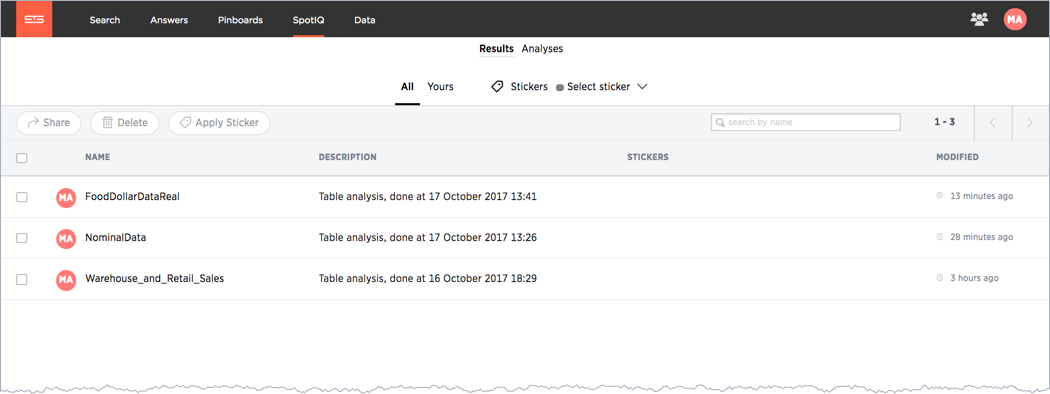 Search Answers Pinboards SpotIQ Data MA
Results Analyses
All Yours Stickers Select sticker
Share Delete Apply Sticker search by name 1 - 3
NAME DESCRIPTION STICKERS MODIFIED
MA FoodDollarDataReal Table analysis, done at 17 October 2017 13:41 13 minutes ago
MA NominalData Table analysis, done at 17 October 2017 13:26 28 minutes ago
MA Warehouse_and_Retail_Sales Table analysis, done at 16 October 2017 18:29 3 hours ago